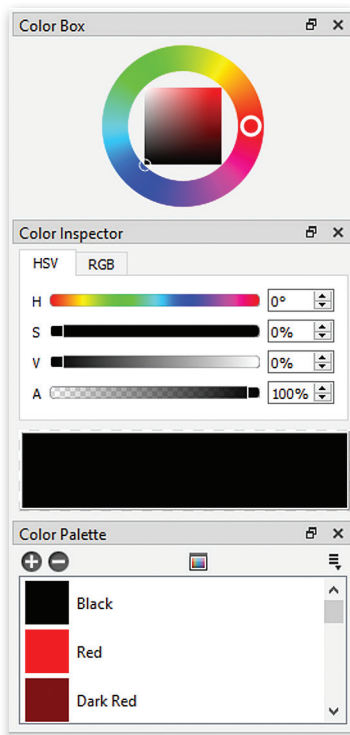 Color Box
Color Inspector
HSV RGB
H 0°
S 0%
V 0%
A 100%
Color Palette
Black
Red
Dark Red